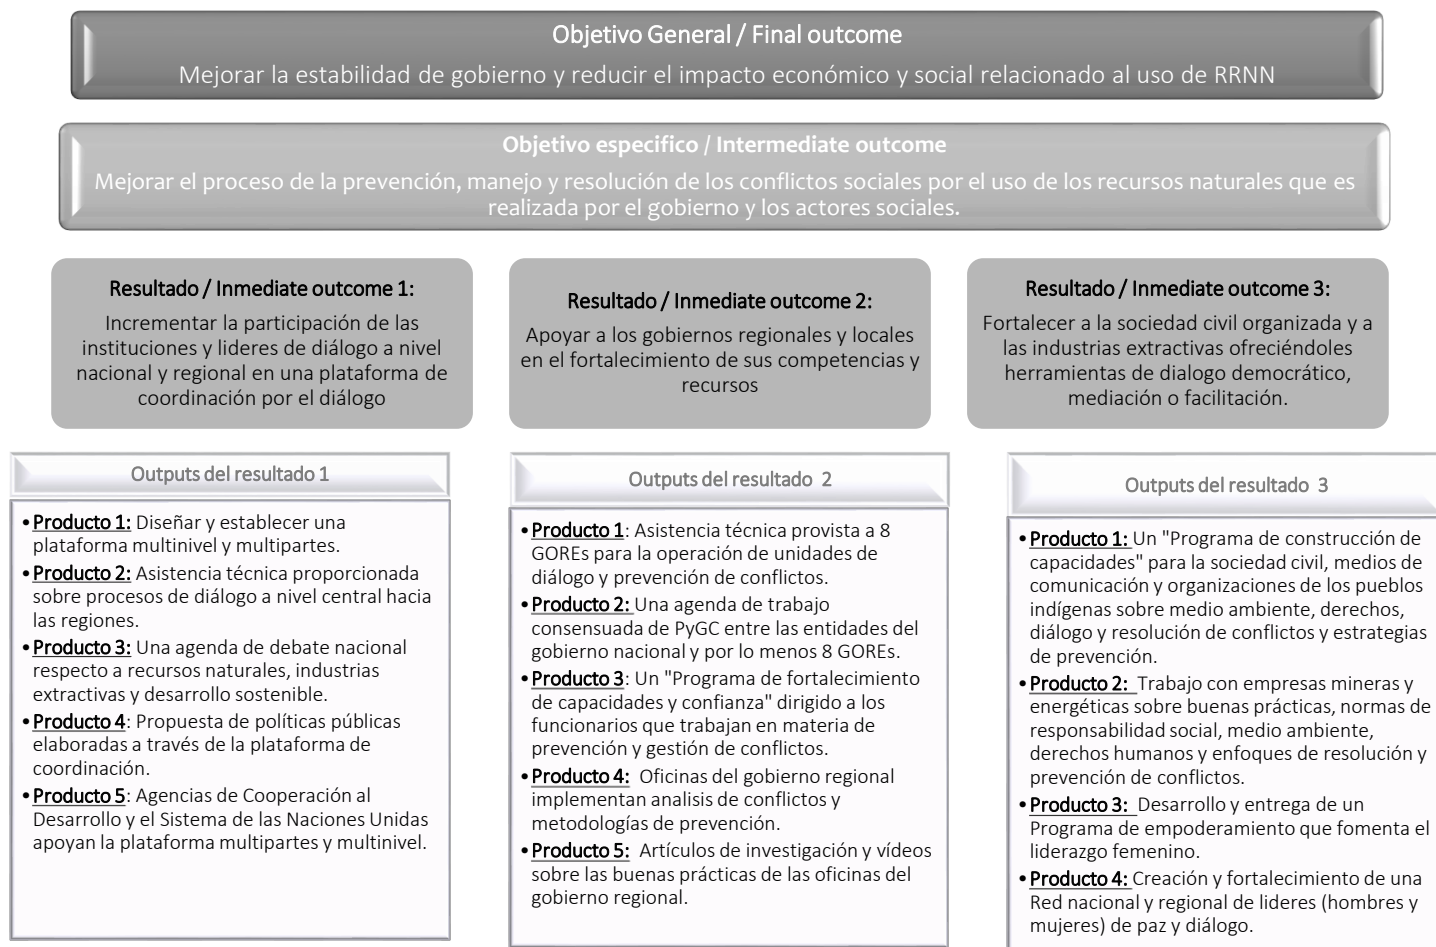 Objetivo General / Final outcome
Mejorar la estabilidad de gobierno y reducir el impacto económico y social relacionado al uso de RRNN
Objetivo especifico / Intermediate outcome
Mejorar el proceso de la prevención, manejo y resolución de los conflictos sociales por el uso de los recursos naturales que es
realizada por el gobierno y los actores sociales.
Resultado / Inmediate outcome 1:
Incrementar la participación de las
instituciones y lideres de diálogo a nivel
nacional y regional en una plataforma de
coordinación por el diálogo
Resultado / Inmediate outcome 2:
Apoyar a los gobiernos regionales y locales
en el fortalecimiento de sus competencias y
recursos
Resultado / Inmediate outcome 3:
Fortalecer a la sociedad civil organizada y a
las industrias extractivas ofreciéndoles
herramientas de dialogo democrático,
mediación o facilitación.
Outputs del resultado 1
• Producto 1: Diseñar y establecer una
plataforma multinivel y multipartes.
• Producto 2: Asistencia técnica proporcionada
sobre procesos de diálogo a nivel central hacia
las regiones.
• Producto 3: Una agenda de debate nacional
respecto a recursos naturales, industrias
extractivas y desarrollo sostenible.
• Producto 4: Propuesta de políticas públicas
elaboradas a través de la plataforma de
coordinación.
• Producto 5: Agencias de Cooperación al
Desarrollo y el Sistema de las Naciones Unidas
apoyan la plataforma multipartes y multinivel.
Outputs del resultado 2
• Producto 1: Asistencia técnica provista a 8
GOREs para la operación de unidades de
diálogo y prevención de conflictos.
• Producto 2: Una agenda de trabajo
consensuada de PyGC entre las entidades del
gobierno nacional y por lo menos 8 GOREs.
• Producto 3: Un "Programa de fortalecimiento
de capacidades y confianza" dirigido a los
funcionarios que trabajan en materia de
prevención y gestión de conflictos.
• Producto 4: Oficinas del gobierno regional
implementan analisis de conflictos y
metodologías de prevención.
• Producto 5: Artículos de investigación y vídeos
sobre las buenas prácticas de las oficinas del
gobierno regional.
Outputs del resultado 3
• Producto 1: Un "Programa de construcción de
capacidades" para la sociedad civil, medios de
comunicación y organizaciones de los pueblos
indígenas sobre medio ambiente, derechos,
diálogo y resolución de conflictos y estrategias
de prevención.
• Producto 2: Trabajo con empresas mineras y
energéticas sobre buenas prácticas, normas de
responsabilidad social, medio ambiente,
derechos humanos y enfoques de resolución y
prevención de conflictos.
• Producto 3: Desarrollo y entrega de un
Programa de empoderamiento que fomenta el
liderazgo femenino.
• Producto 4: Creación y fortalecimiento de una
Red nacional y regional de lideres (hombres y
mujeres) de paz y diálogo.